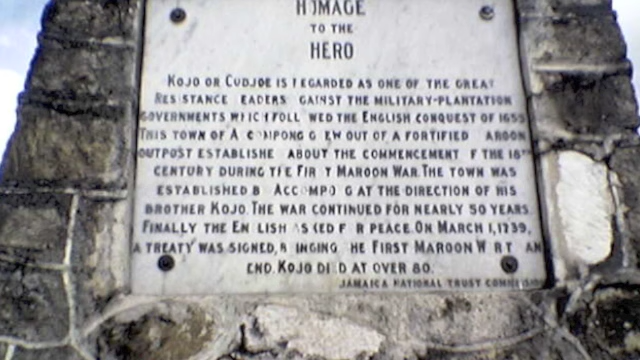 HOMAGE
TO THE
HERO
KOJO OR CUDJOE IS REGARDED AS ONE OF THE GREAT
RESISTANCE LEADERS AGAINST THE MILITARY-PLANTATION
GOVERNMENTS WHICH FOLLOWED THE ENGLISH CONQUEST OF 1655
THIS TOWN OF ACCOMPONG GREW OUT OF A FORTIFIED MAROON
OUTPOST ESTABLISHED ABOUT THE COMMENCEMENT OF THE 18TH
CENTURY DURING THE FIRST MAROON WAR. THE TOWN WAS
ESTABLISHED BY ACCOMPONG AT THE DIRECTION OF HIS
BROTHER KOJO. THE WAR CONTINUED FOR NEARLY 50 YEARS
FINALLY THE ENGLISH ASKED FOR PEACE. ON MARCH 1, 1739,
A TREATY WAS SIGNED, BRINGING THE FIRST MAROON WAR TO AN
END. KOJO DIED AT OVER 80.
JAMAICA NATIONAL TRUST COMMISSION